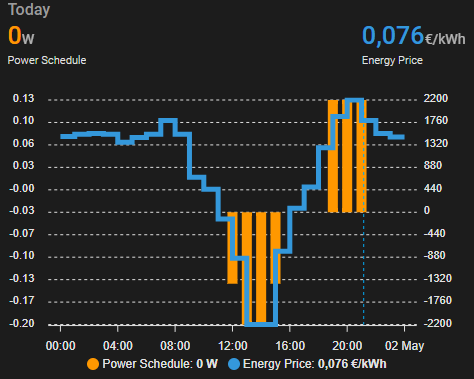 Today
0W 0,076€/kWh
Power Schedule Energy Price
0.13 2200
0.10 1760
0.06 1320
0.03 880
-0.00 440
-0.03 0
-0.07 -440
-0.10 -880
-0.13 -1320
-0.17 -1760
-0.20 -2200
00:00 04:00 08:00 12:00 16:00 20:00 02 May
Power Schedule: 0 W Energy Price: 0,076 €/kWh